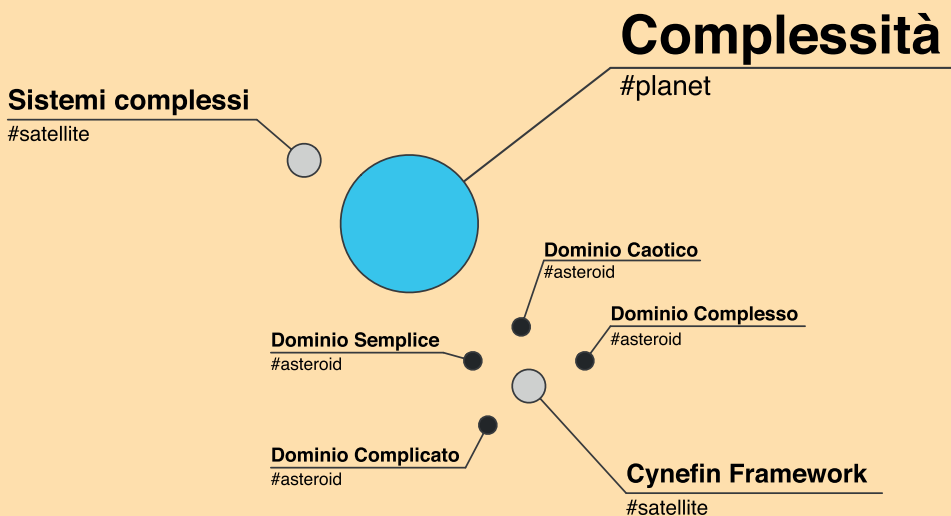 Complessità
#planet
Sistemi complessi
#satellite
Dominio Caotico
#asteroid
Dominio Complesso
#asteroid
Dominio Semplice
#asteroid
Dominio Complicato
#asteroid
Cynefin Framework
#satellite